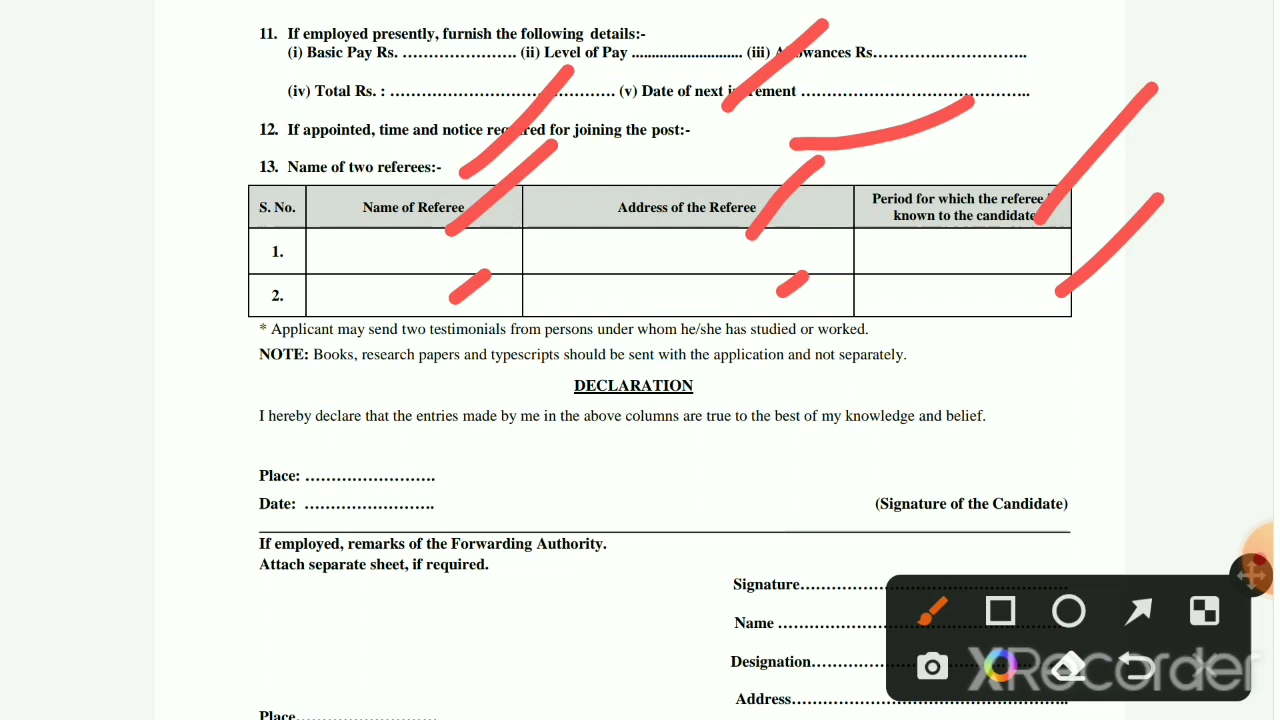 11. If employed presently, furnish the following details:-
(i) Basic Pay Rs. …………………. (ii) Level of Pay ............................ (iii) Allowances Rs…………………………..
(iv) Total Rs. : ……………………………………. (v) Date of next increment ……………………………………..
12. If appointed, time and notice required for joining the post:-
13. Name of two referees:-
S. No. Name of Referee Address of the Referee Period for which the referee
known to the candidate
1.
2.
* Applicant may send two testimonials from persons under whom he/she has studied or worked.
NOTE: Books, research papers and typescripts should be sent with the application and not separately.
DECLARATION
I hereby declare that the entries made by me in the above columns are true to the best of my knowledge and belief.
Place: …………………….
Date: ……………………. (Signature of the Candidate)
If employed, remarks of the Forwarding Authority.
Attach separate sheet, if required.
Signature……………………………………………
Name ………………………………………………
Designation…………………………………………
Address……………………………………………..
Place………………………
XRecorder